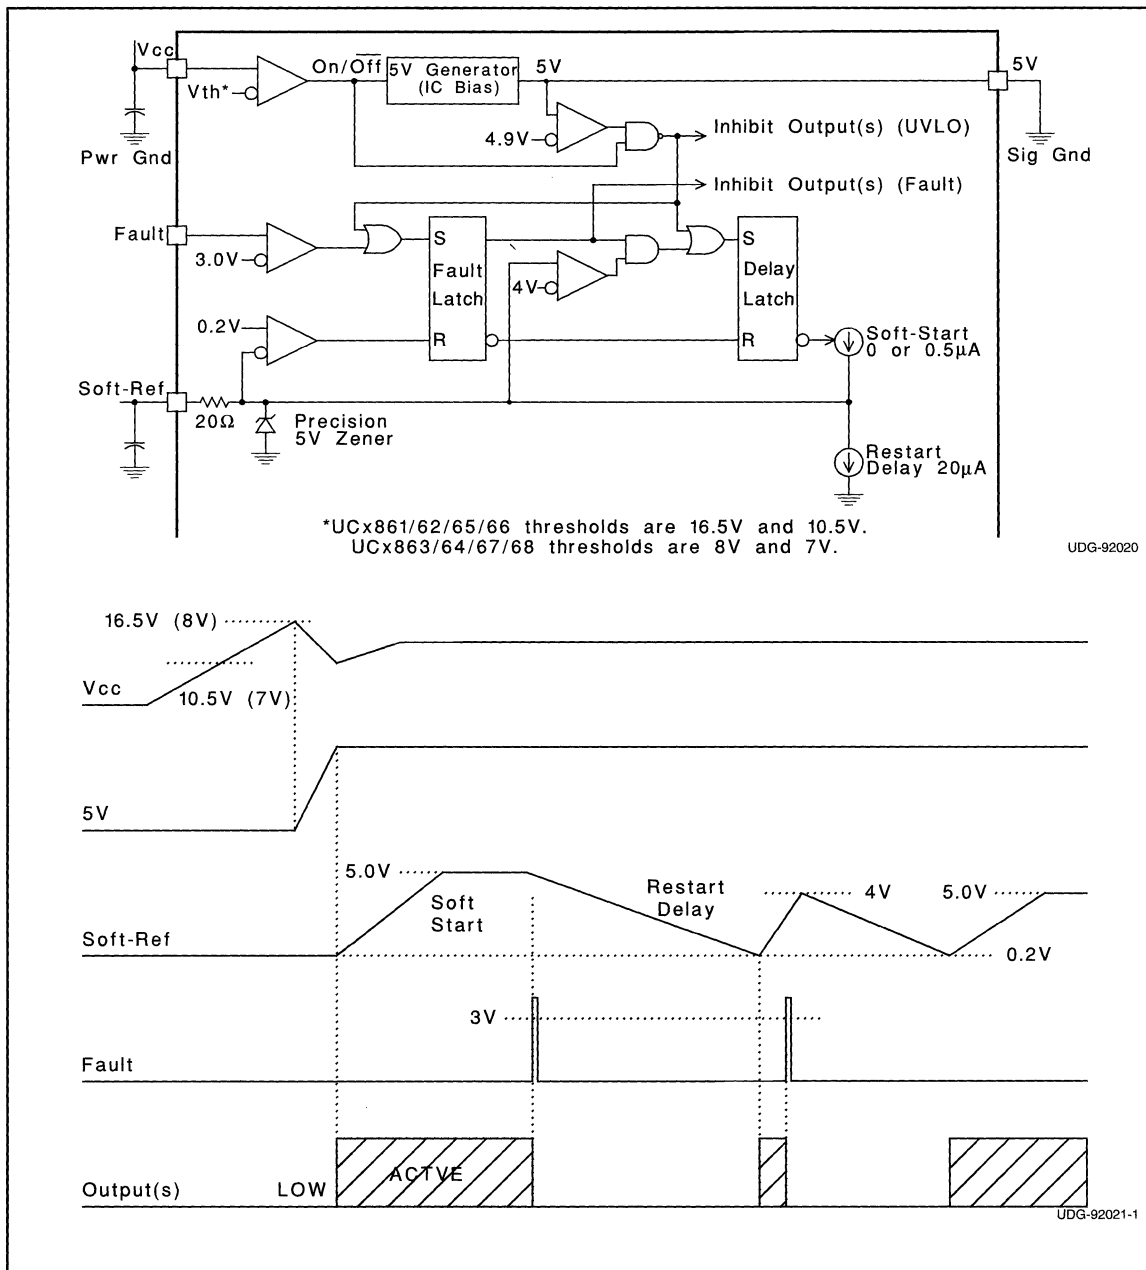 Vcc
On/Off
5V Generator
(IC Bias)
5V
5V
Vth*
4.9V
Inhibit Output(s) (UVLO)
Pwr Gnd
Sig Gnd
Inhibit Output(s) (Fault)
Fault
3.0V
S
Fault
Latch
R
4V
S
Delay
Latch
R
0.2V
Soft-Start
0 or 0.5µA
Soft-Ref
20Ω
Precision
5V Zener
Restart
Delay 20µA
*UCx861/62/65/66 thresholds are 16.5V and 10.5V.
UCx863/64/67/68 thresholds are 8V and 7V.
UDG-92020
16.5V (8V)
Vcc
10.5V (7V)
5V
5.0V
Soft
Start
Restart
Delay
4V
5.0V
Soft-Ref
0.2V
3V
Fault
ACTVE
Output(s)
LOW
UDG-92021-1